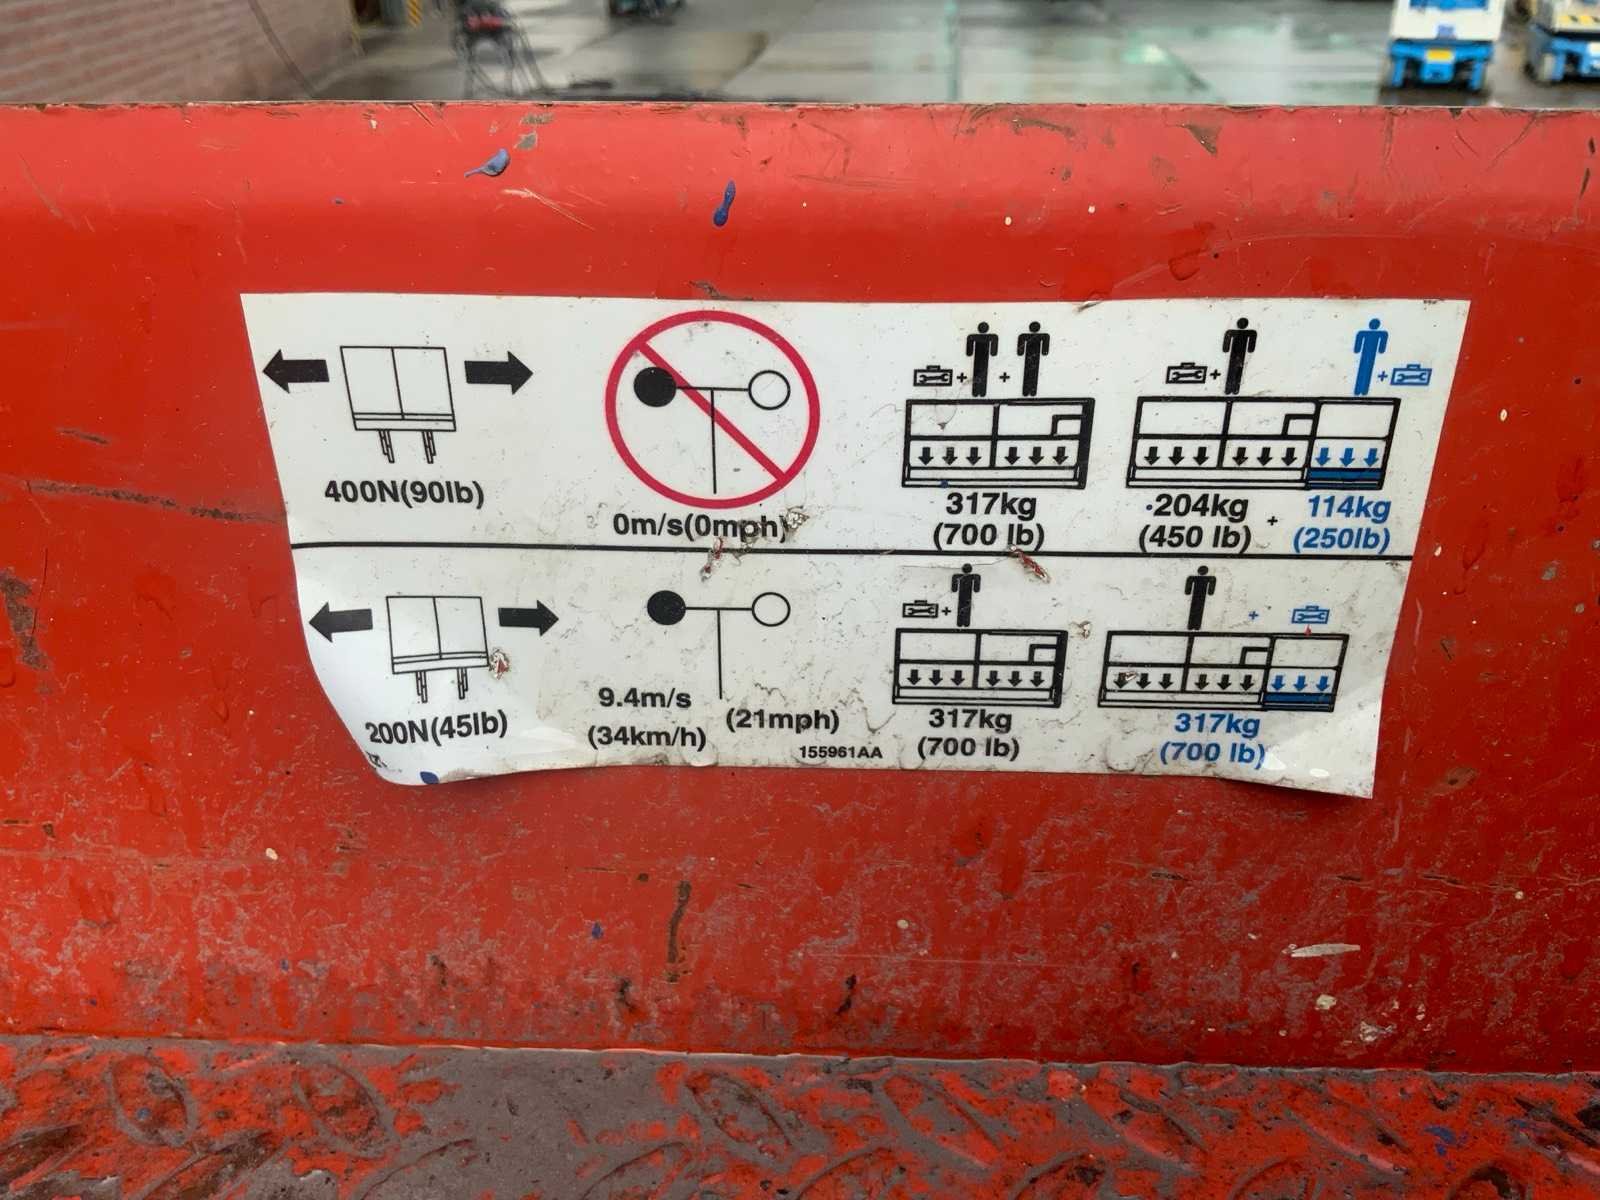 400N(90lb)
0m/s(0mph)
317kg
(700 lb)
204kg
(450 lb)
+
114kg
(250lb)
200N(45lb)
9.4m/s
(34km/h)
(21mph)
155961AA
317kg
(700 lb)
317kg
(700 lb)